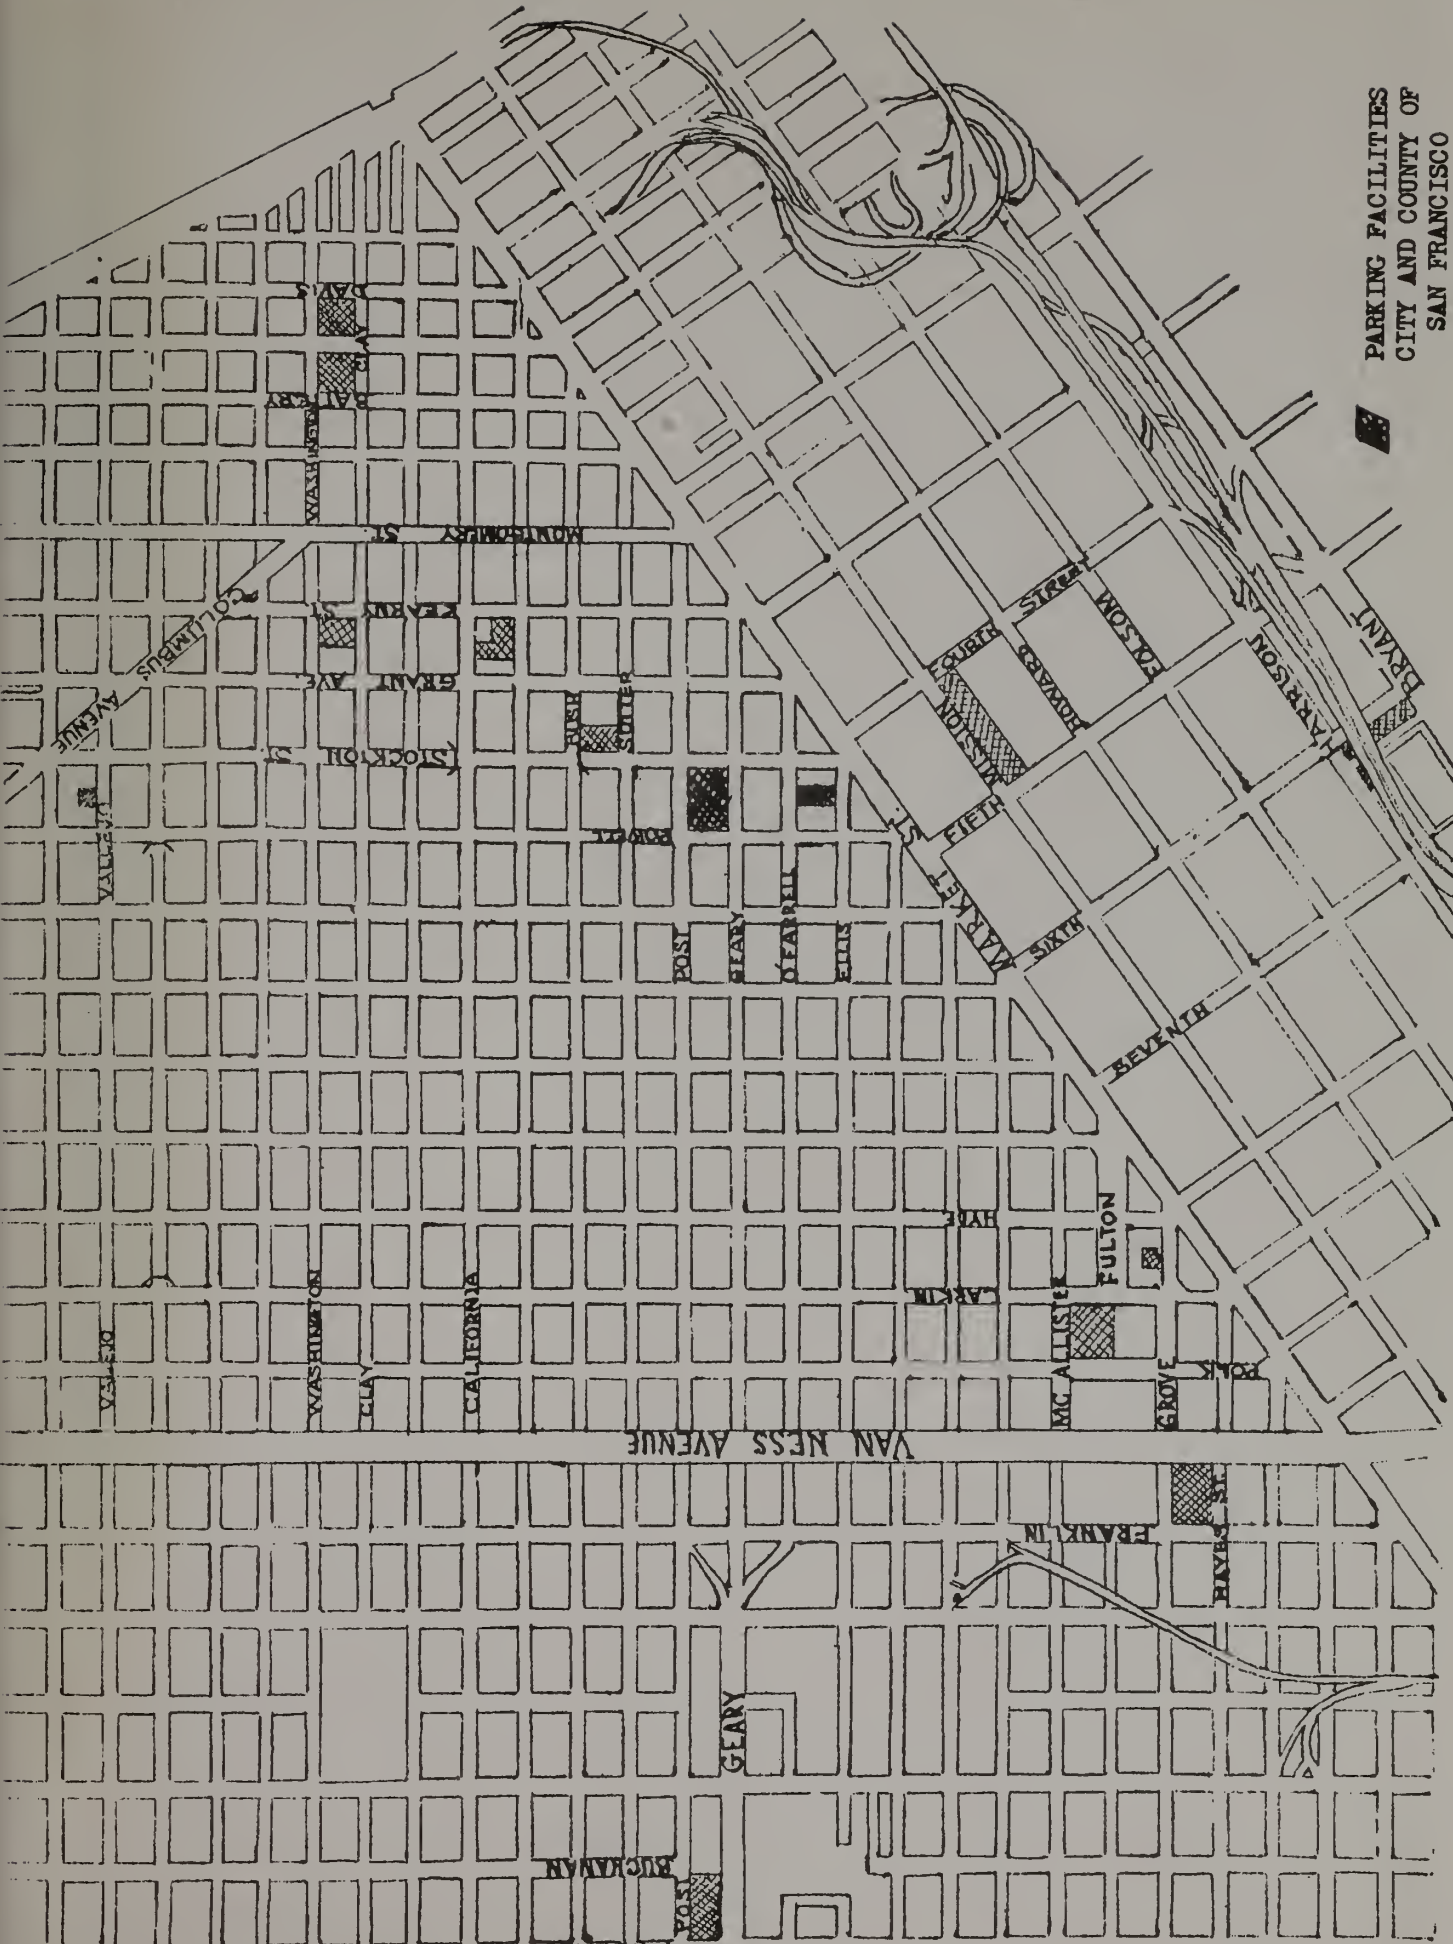 PARKING FACILITIES
CITY AND COUNTY OF
SAN FRANCISCO
DAVIS
CLAY
BATTERY
WASHINGTON
MONTGOMERY ST.
COLUMBUS
AVENUE
KEARNY ST
GRANT AVE.
STOCKTON ST
BUSH
SUTTER
VALLEJO
POWELL
POST
GEARY
O'FARRELL
ELLIS
MARKET ST.
FOURTH STREET
MISSION
HOWARD
FOLSOM
HARRISON
BRYANT
FIFTH
SIXTH
SEVENTH
HYDE
LARKIN
FULTON
MC ALLISTER
GROVE
POLK
VALLEJO
WASHINGTON
CLAY
CALIFORNIA
VAN NESS AVENUE
FRANKLIN
HAYES ST.
GEARY
BUCHANAN
POST